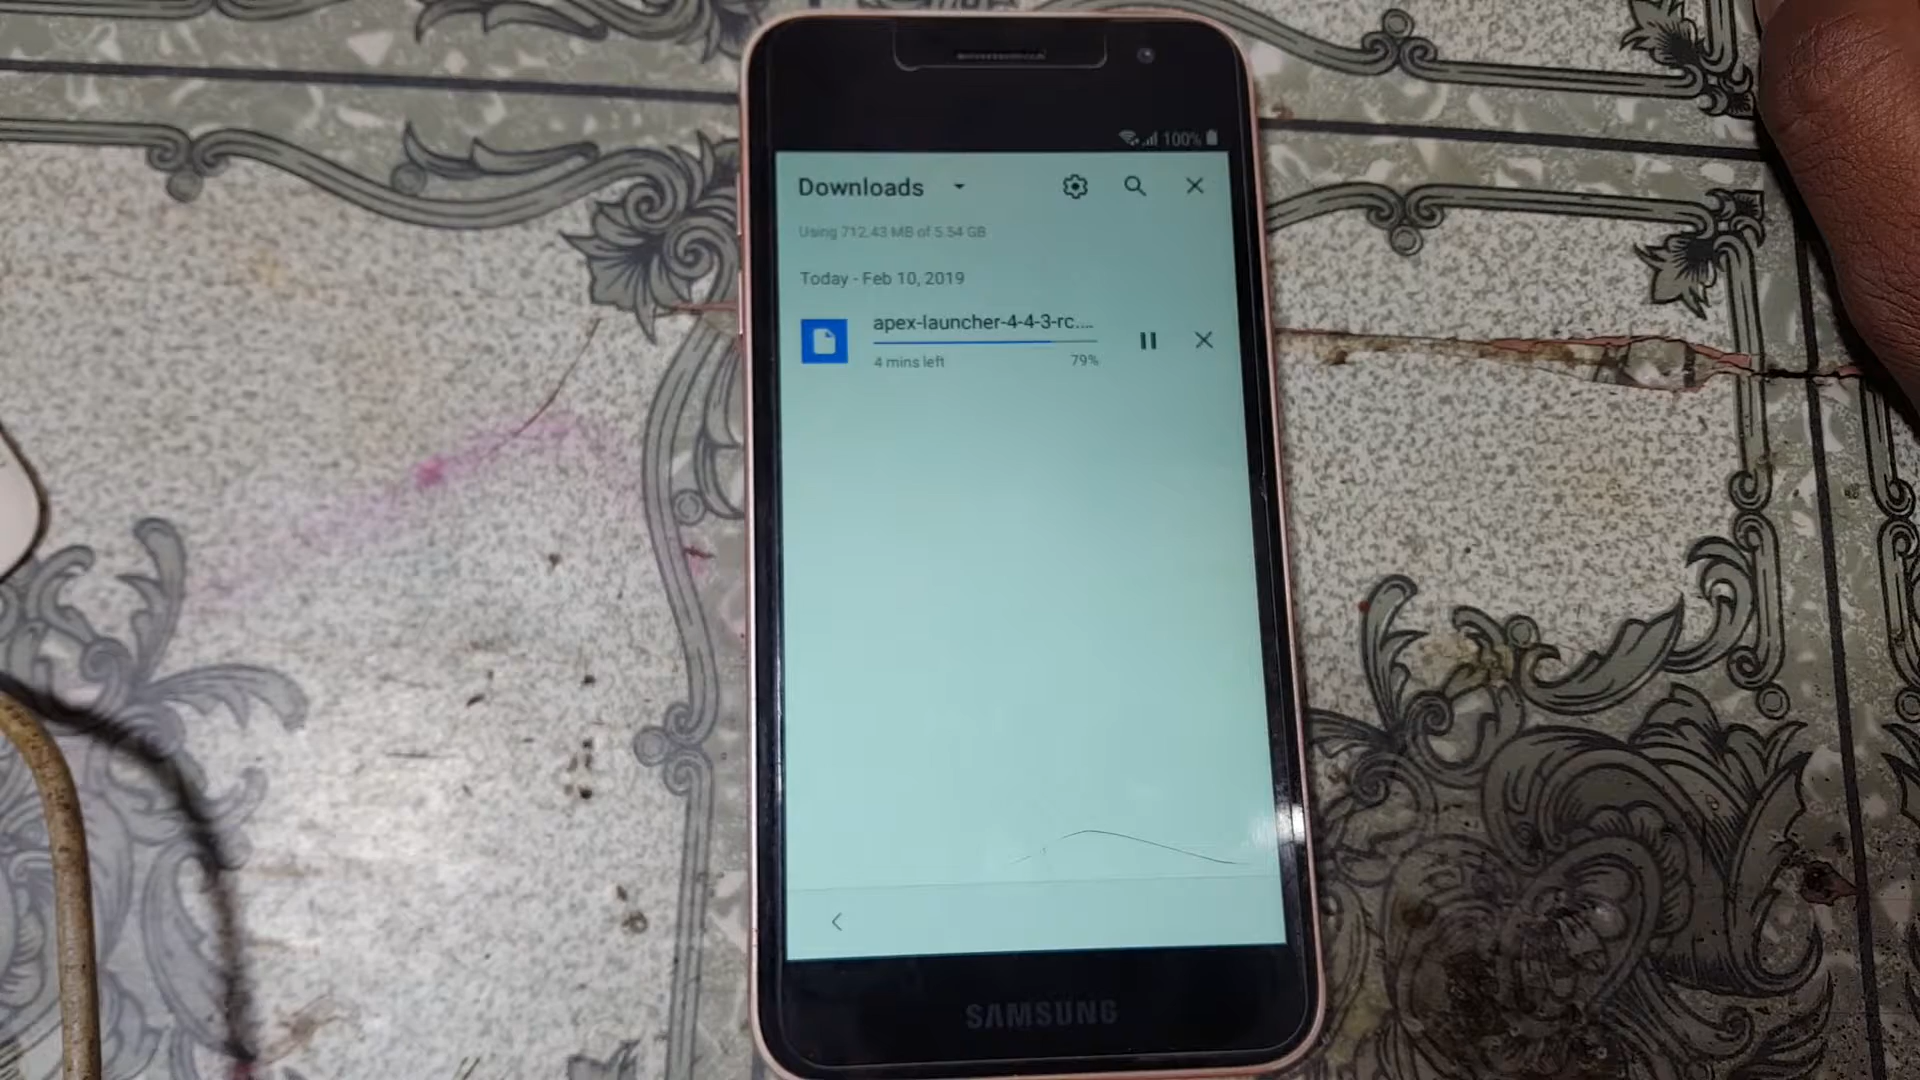 100%
Downloads
Using 712.43 MB of 5.54 GB
Today - Feb 10, 2019
apex-launcher-4-4-3-rc....
4 mins left 79%
SAMSUNG